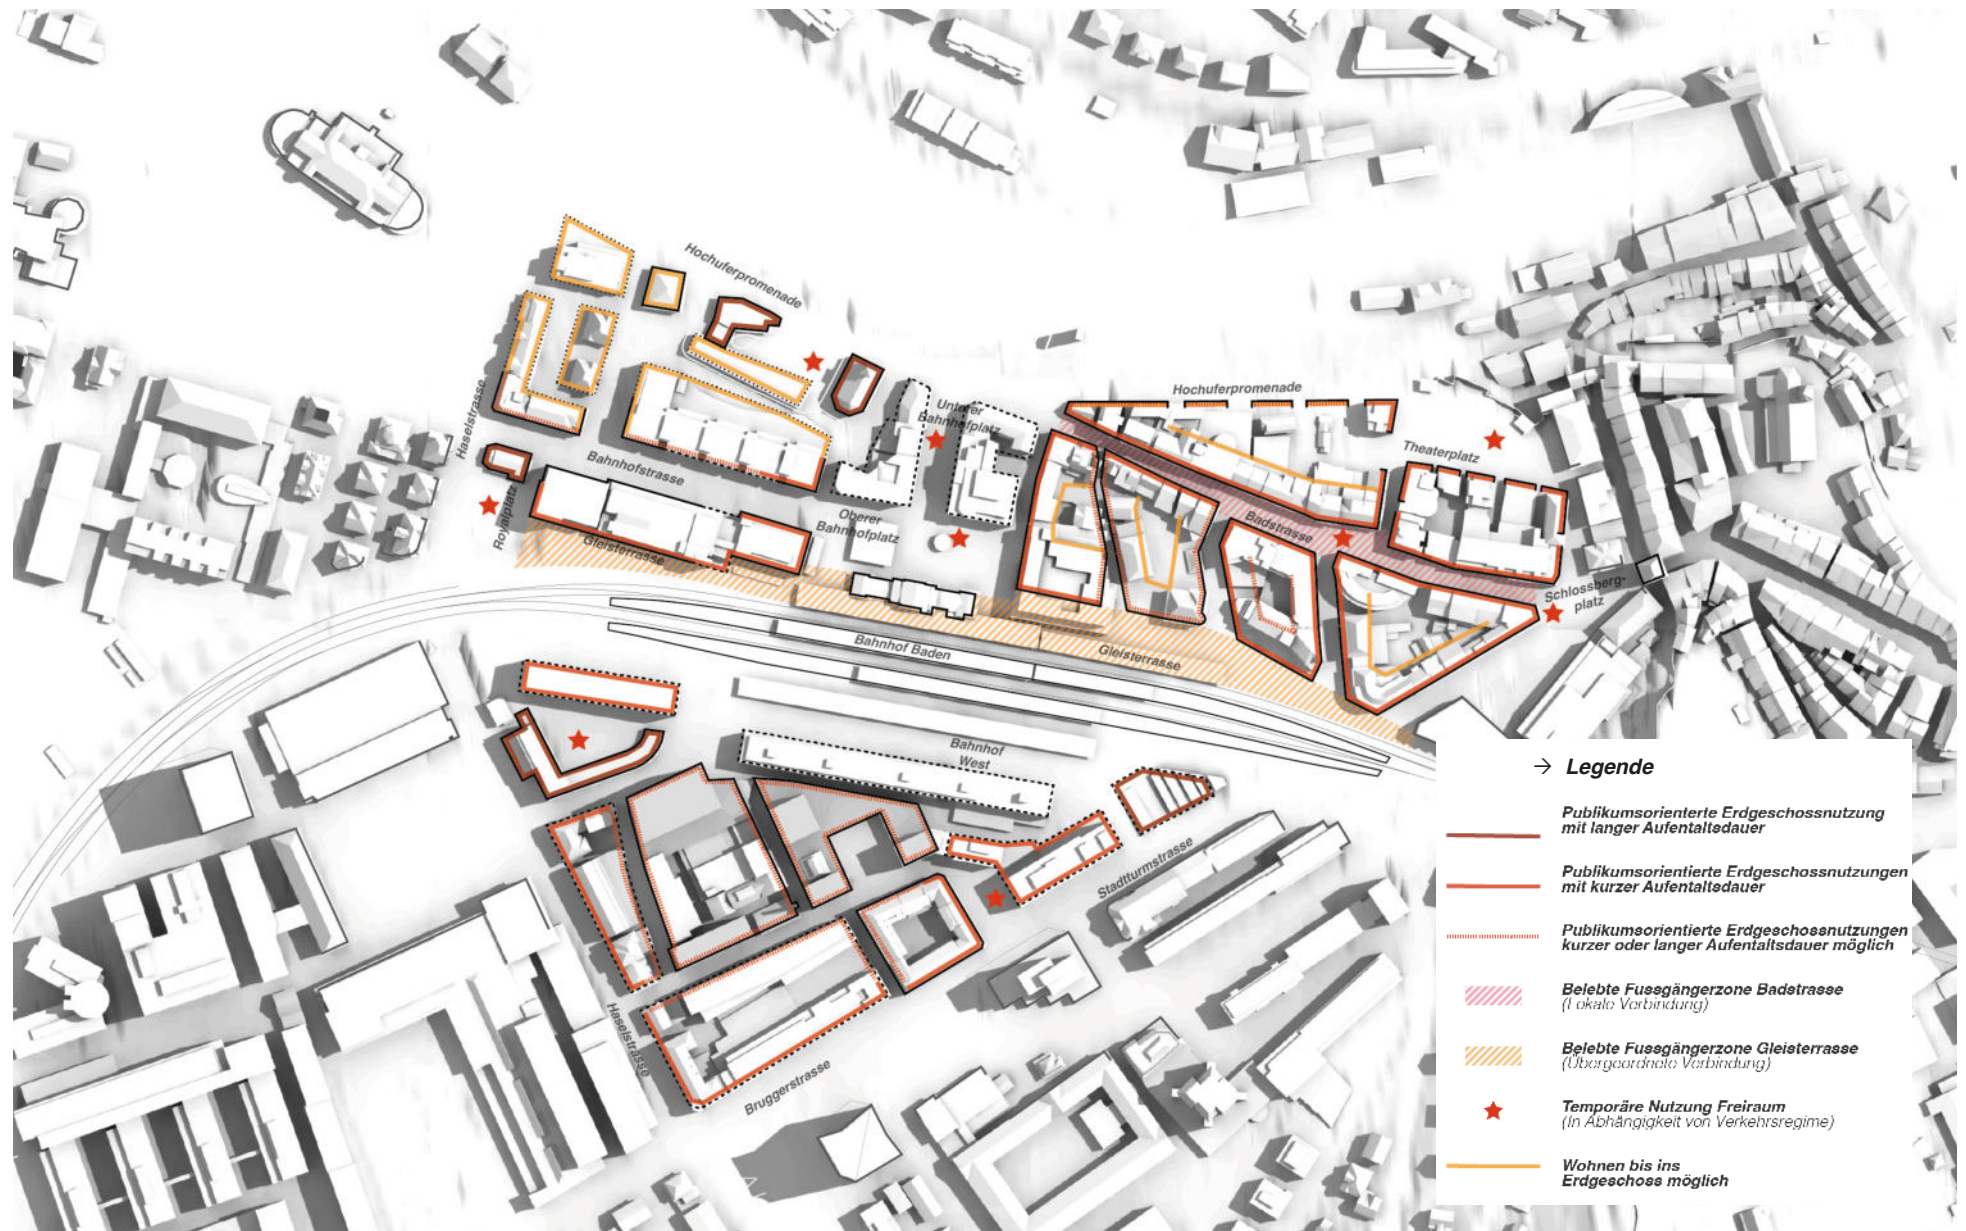 Hochuferpromenade
Haselstrasse
Bahnhofstrasse
Royalplatz
Gleisterrasse
Unterer
Bahnhofplatz
Oberer
Bahnhofplatz
Hochuferpromenade
Theaterplatz
Badstrasse
Schlossberg-
platz
Bahnhof Baden
Gleisterrasse
Bahnhof
West
Stadtturmstrasse
Haselstrasse
Bruggerstrasse
→ Legende
Publikumsorienterte Erdgeschossnutzung
mit langer Aufentaltsdauer
Publikumsorientierte Erdgeschossnutzungen
mit kurzer Aufentaltsdauer
Publikumsorientierte Erdgeschossnutzungen
kurzer oder langer Aufentaltsdauer möglich
Belebte Fussgängerzone Badstrasse
(Lokale Verbindung)
Belebte Fussgängerzone Gleisterrasse
(Übergeordnete Verbindung)
Temporäre Nutzung Freiraum
(In Abhängigkeit von Verkehrsregime)
Wohnen bis ins
Erdgeschoss möglich